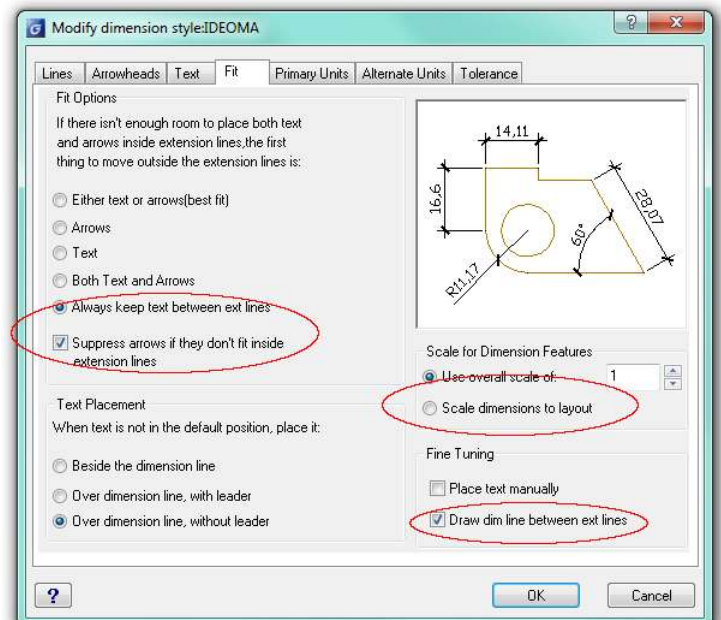 Modify dimension style:IDEOMA
Lines Arrowheads Text Fit Primary Units Alternate Units Tolerance
Fit Options
If there isn't enough room to place both text
and arrows inside extension lines,the first
thing to move outside the extension lines is:
Either text or arrows(best fit)
Arrows
Text
Both Text and Arrows
Always keep text between ext lines
Suppress arrows if they don't fit inside
extension lines
Text Placement
When text is not in the default position, place it:
Beside the dimension line
Over dimension line, with leader
Over dimension line, without leader
14,11
16,6
28,07
60°
R11,17
Scale for Dimension Features
Use overall scale of: 1
Scale dimensions to layout
Fine Tuning
Place text manually
Draw dim line between ext lines
? OK Cancel